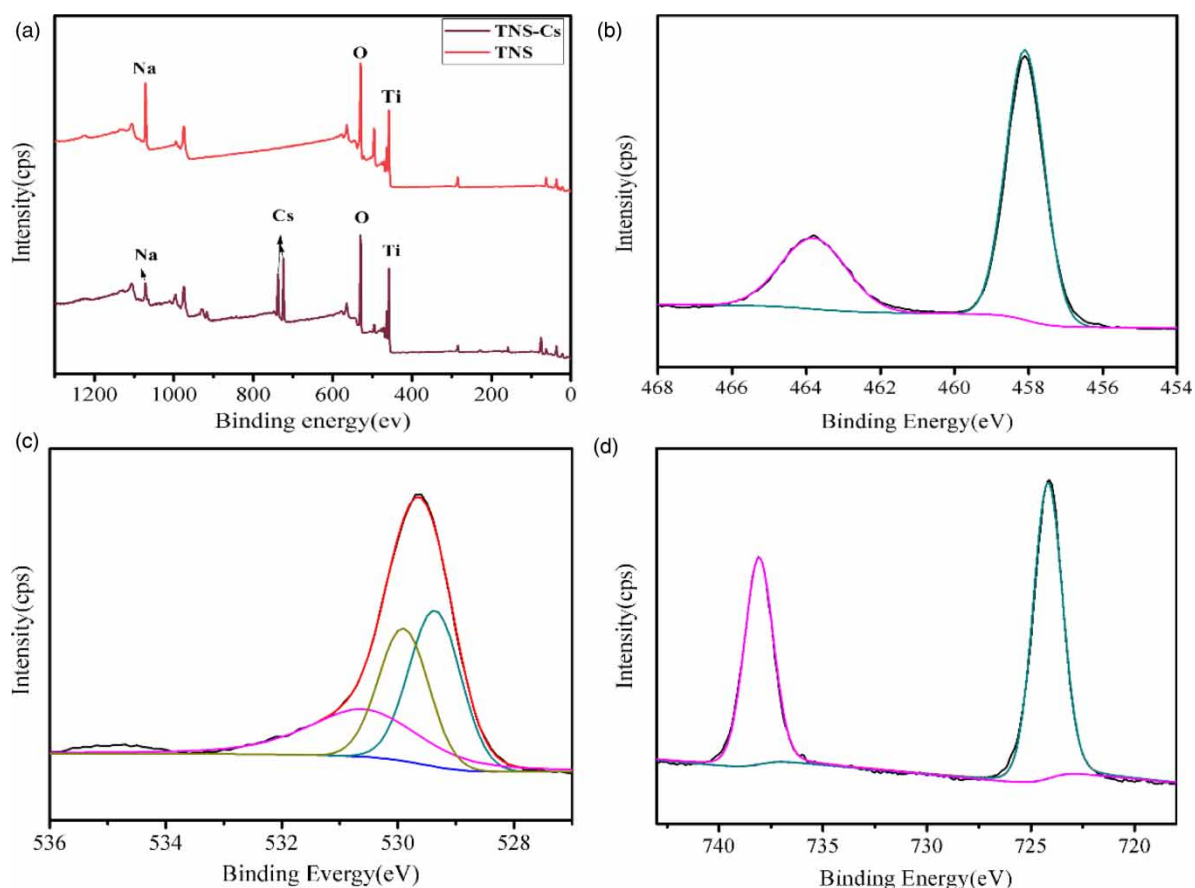 (a)
TNS-Cs
TNS
Na
O
Ti
Cs
Na
O
Ti
Intensity(cps)
1200 1000 800 600 400 200 0
Binding energy(ev)
(b)
Intensity(cps)
468 466 464 462 460 458 456 454
Binding Energy(eV)
(c)
Intensity(cps)
536 534 532 530 528
Binding Evergy(eV)
(d)
Intensity(cps)
740 735 730 725 720
Binding Energy(eV)